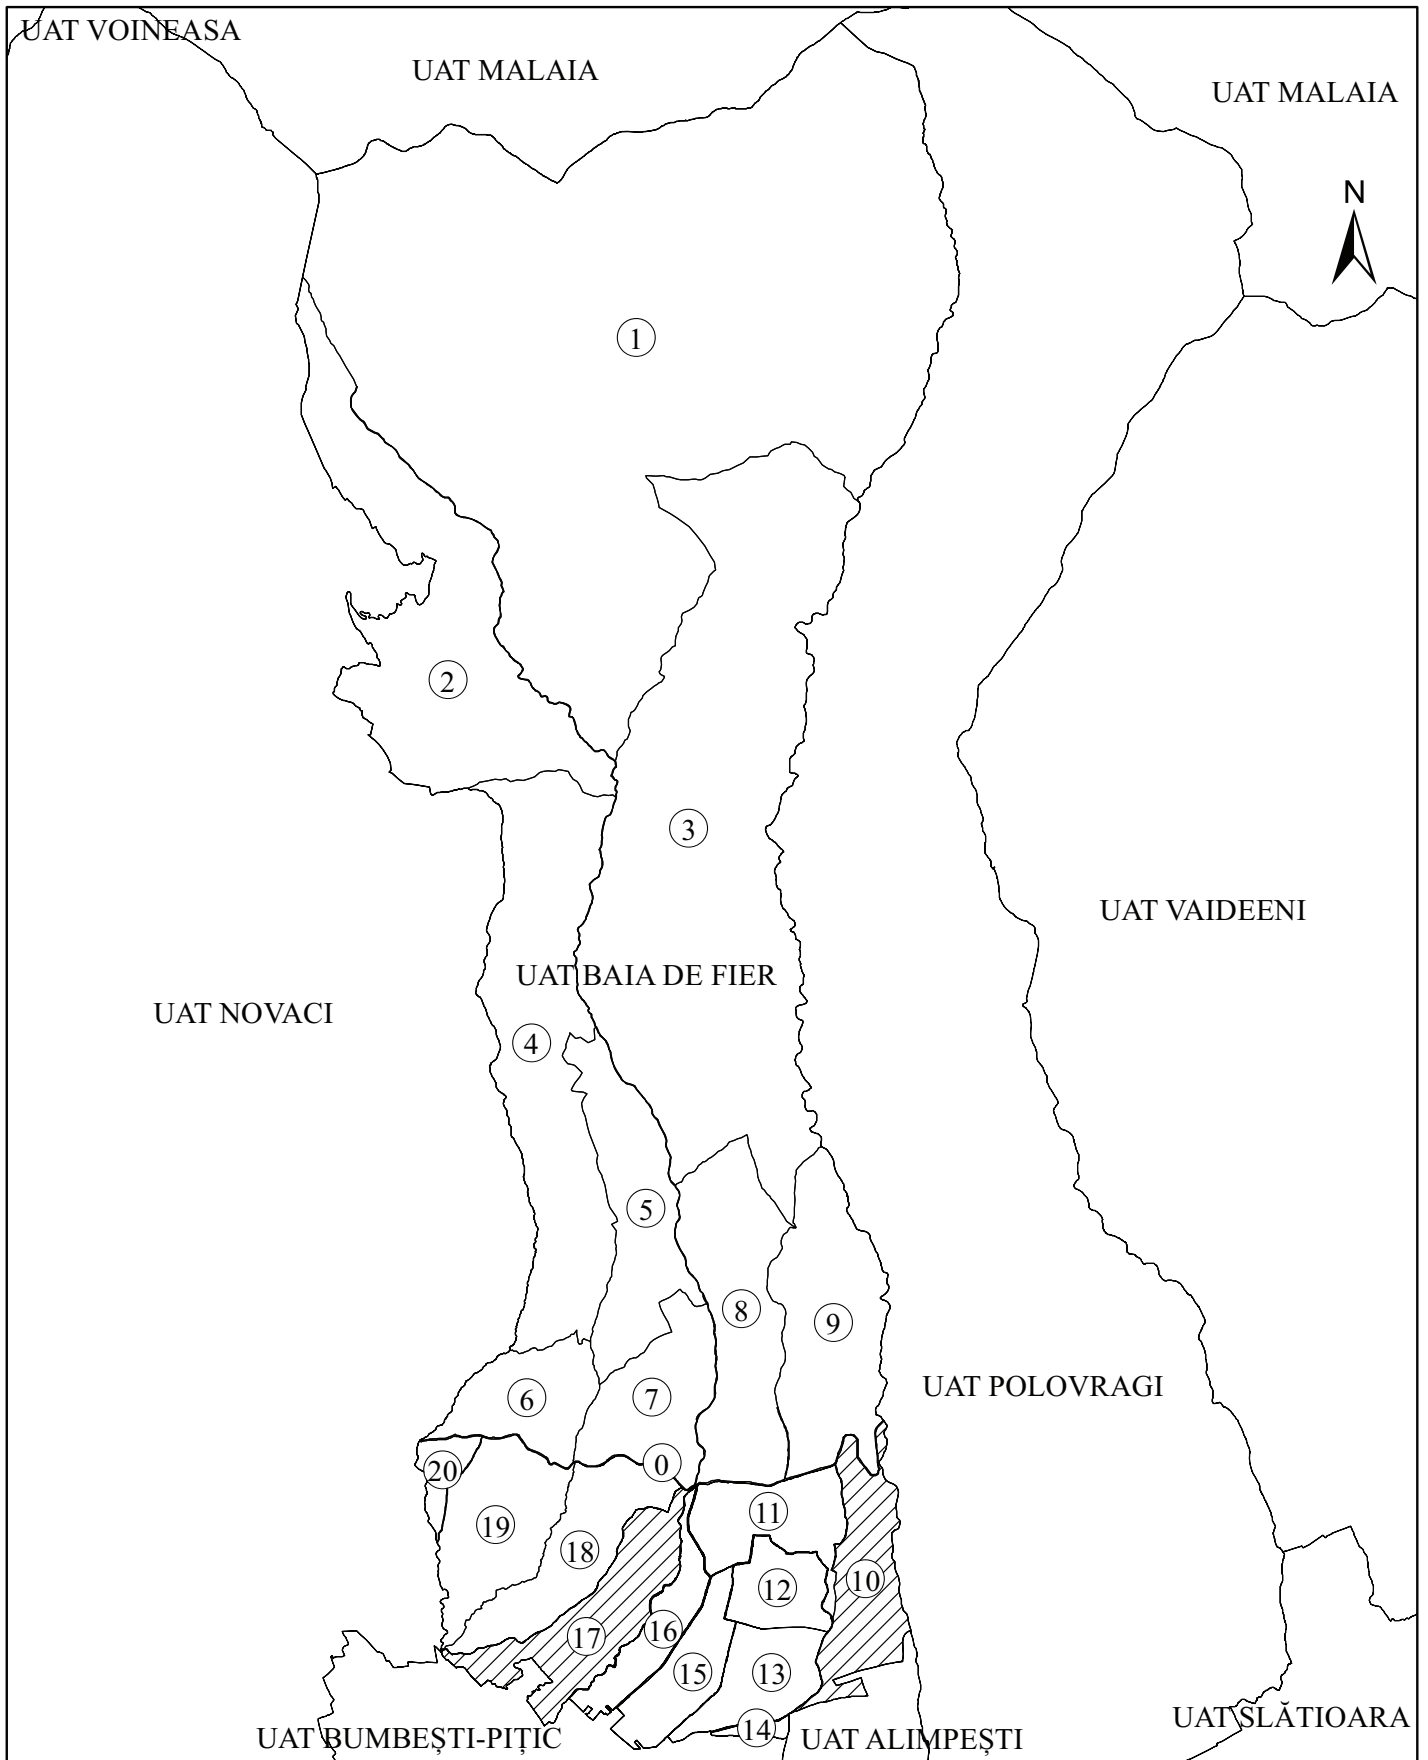 UAT VOINEASA
UAT MALAIA
UAT MALAIA
N
1
2
3
UAT VAIDEENI
UAT BAIA DE FIER
UAT NOVACI
4
5
8
9
UAT POLOVRAGI
6
7
0
20
11
19
18
10
12
16
17
15
13
UAT SLĂTIOARA
14
UAT BUMBEȘTI-PIȚIC
UAT ALIMPEȘTI